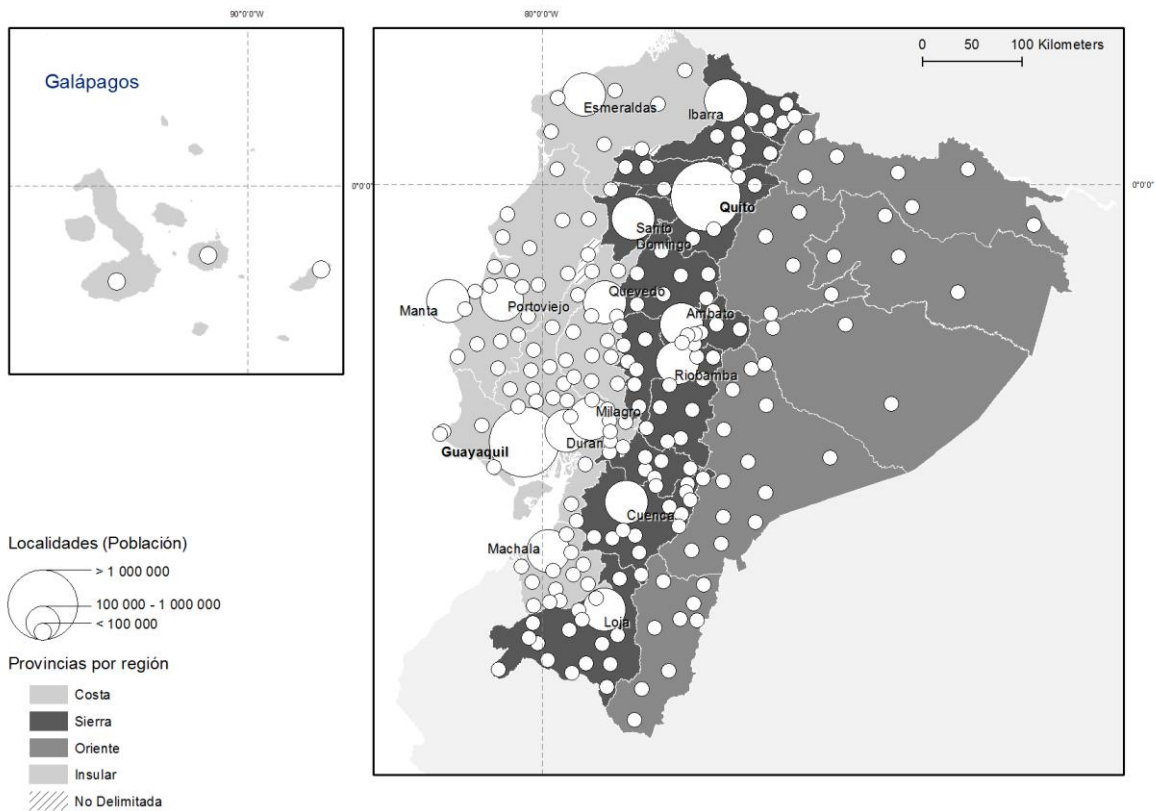 90°0'0"W
80°0'0"W
0 50 100 Kilometers
Galápagos
Esmeraldas
Ibarra
0°0'0"
0°0'0"
Quito
Santo
Domingo
Manta
Portoviejo
Quevedo
Ambato
Riobamba
Milagro
Duran
Guayaquil
Cuenca
Machala
Loja
Localidades (Población)
> 1 000 000
100 000 - 1 000 000
< 100 000
Provincias por región
Costa
Sierra
Oriente
Insular
No Delimitada